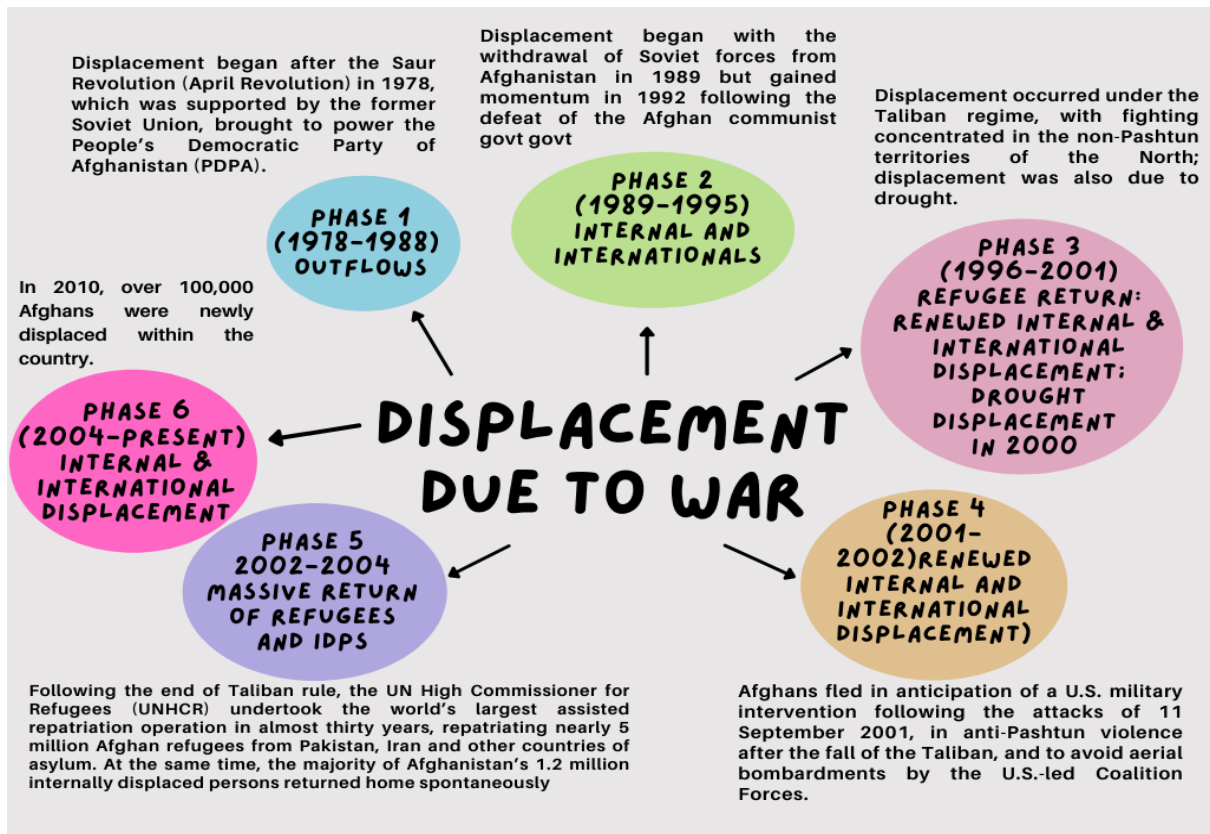 DISPLACEMENT
DUE TO WAR
Displacement began after the Saur
Revolution (April Revolution) in 1978,
which was supported by the former
Soviet Union, brought to power the
People's Democratic Party of
Afghanistan (PDPA).
PHASE 1
(1978-1988)
OUTFLOWS
Displacement began with the
withdrawal of Soviet forces from
Afghanistan in 1989 but gained
momentum in 1992 following the
defeat of the Afghan communist
govt govt
PHASE 2
(1989-1995)
INTERNAL AND
INTERNATIONALS
Displacement occurred under the
Taliban regime, with fighting
concentrated in the non-Pashtun
territories of the North;
displacement was also due to
drought.
PHASE 3
(1996-2001)
REFUGEE RETURN:
RENEWED INTERNAL &
INTERNATIONAL
DISPLACEMENT;
DROUGHT
DISPLACEMENT
IN 2000
PHASE 4
(2001-
2002)RENEWED
INTERNAL AND
INTERNATIONAL
DISPLACEMENT)
Afghans fled in anticipation of a U.S. military
intervention following the attacks of 11
September 2001, in anti-Pashtun violence
after the fall of the Taliban, and to avoid aerial
bombardments by the U.S.-led Coalition
Forces.
PHASE 5
2002-2004
MASSIVE RETURN
OF REFUGEES
AND IDPS
Following the end of Taliban rule, the UN High Commissioner for
Refugees (UNHCR) undertook the world's largest assisted
repatriation operation in almost thirty years, repatriating nearly 5
million Afghan refugees from Pakistan, Iran and other countries of
asylum. At the same time, the majority of Afghanistan's 1.2 million
internally displaced persons returned home spontaneously
In 2010, over 100,000
Afghans were newly
displaced within the
country.
PHASE 6
(2004-PRESENT)
INTERNAL &
INTERNATIONAL
DISPLACEMENT